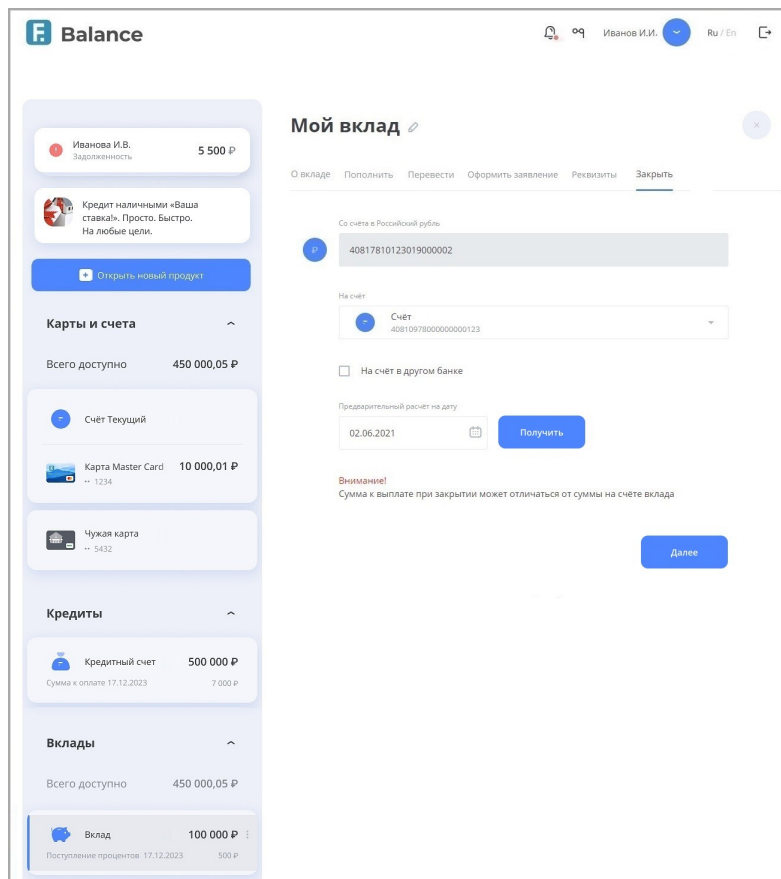 F. Balance
Иванов И.И.
Ru / En
Иванова И.В.
Задолженность
5 500 ₽
Кредит наличными «Ваша
ставка!». Просто. Быстро.
На любые цели.
Открыть новый продукт
Карты и счета
Всего доступно 450 000,05 ₽
Счёт Текущий
Карта Master Card 10 000,01 ₽
·· 1234
Чужая карта
·· 5432
Кредиты
Кредитный счет 500 000 ₽
Сумма к оплате 17.12.2023 7 000 ₽
Вклады
Всего доступно 450 000,05 ₽
Вклад 100 000 ₽
Поступление процентов 17.12.2023 500 ₽
Мой вклад
О вкладе Пополнить Перевести Оформить заявление Реквизиты Закрыть
Со счёта в Российский рубль
₽ 40817810123019000002
На счёт
Счёт
40810978000000000123
На счёт в другом банке
Предварительный расчёт на дату
02.06.2021 Получить
Внимание!
Сумма к выплате при закрытии может отличаться от суммы на счёте вклада
Далее